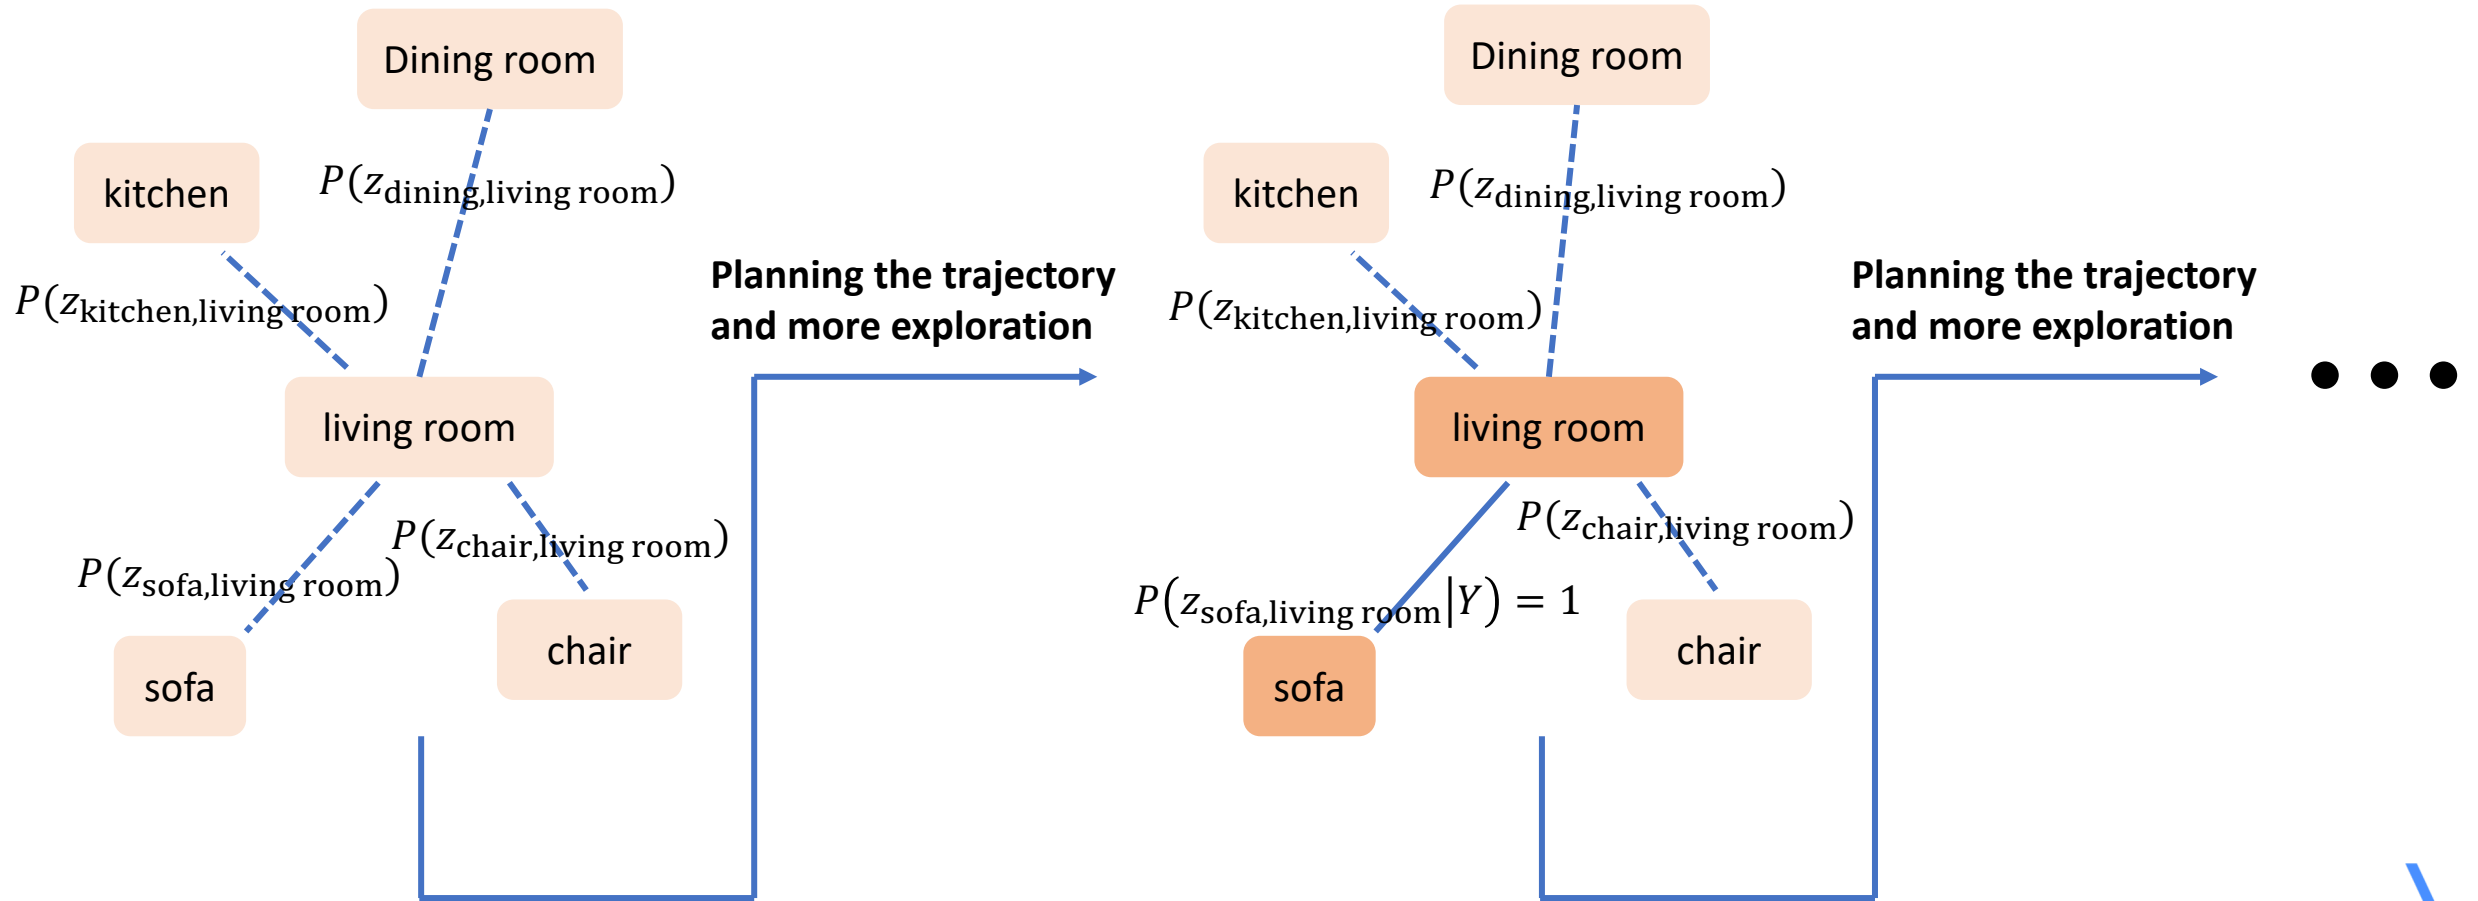 Dining room
kitchen
P(z_dining,living room)
P(z_kitchen,living room)
living room
P(z_chair,living room)
P(z_sofa,living room)
chair
sofa
Planning the trajectory
and more exploration
Dining room
kitchen
P(z_dining,living room)
P(z_kitchen,living room)
living room
P(z_chair,living room)
P(z_sofa,living room|Y) = 1
chair
sofa
Planning the trajectory
and more exploration
• • •